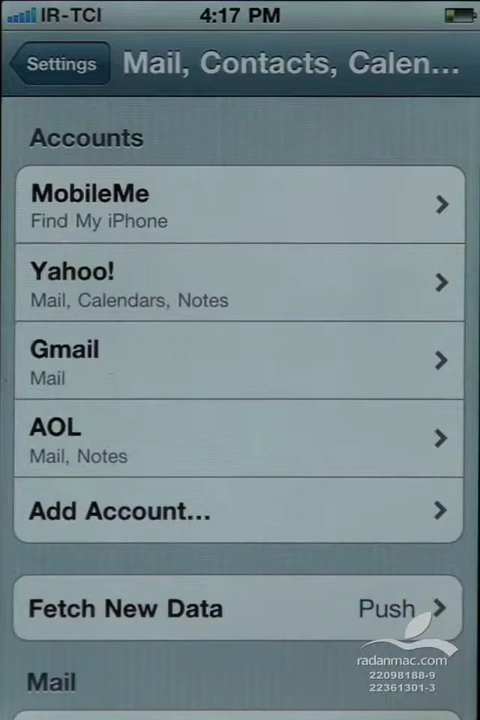 IR-TCI 4:17 PM
Settings Mail, Contacts, Calen...
Accounts
MobileMe
Find My iPhone
Yahoo!
Mail, Calendars, Notes
Gmail
Mail
AOL
Mail, Notes
Add Account...
Fetch New Data Push
radanmac.com
22098188-9
22361301-3
Mail